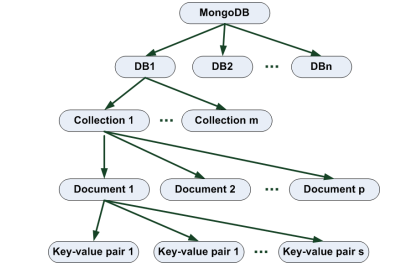 MongoDB
DB1 DB2 ... DBn
Collection 1 ... Collection m
Document 1 Document 2 ... Document p
Key-value pair 1 Key-value pair 1 ... Key-value pair s